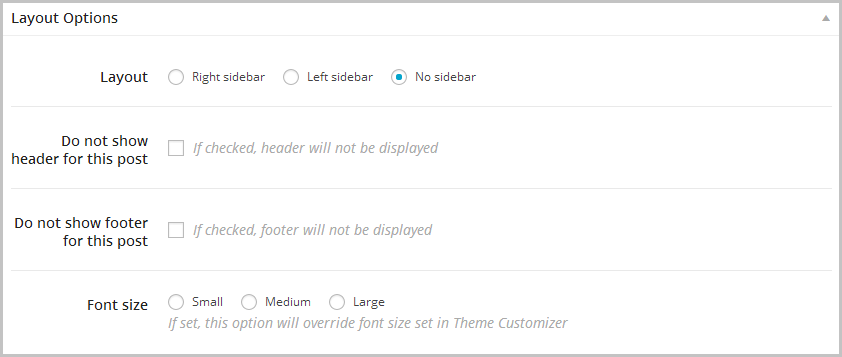 Layout Options
Layout Right sidebar Left sidebar No sidebar
Do not show
header for this post
If checked, header will not be displayed
Do not show footer
for this post
If checked, footer will not be displayed
Font size Small Medium Large
If set, this option will override font size set in Theme Customizer